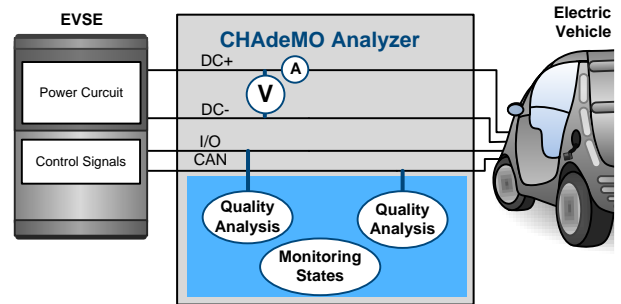 EVSE
Electric
Vehicle
CHAdeMO Analyzer
DC+
A
Power Curcuit
V
DC-
I/O
Control Signals
CAN
Quality
Analysis
Quality
Analysis
Monitoring
States